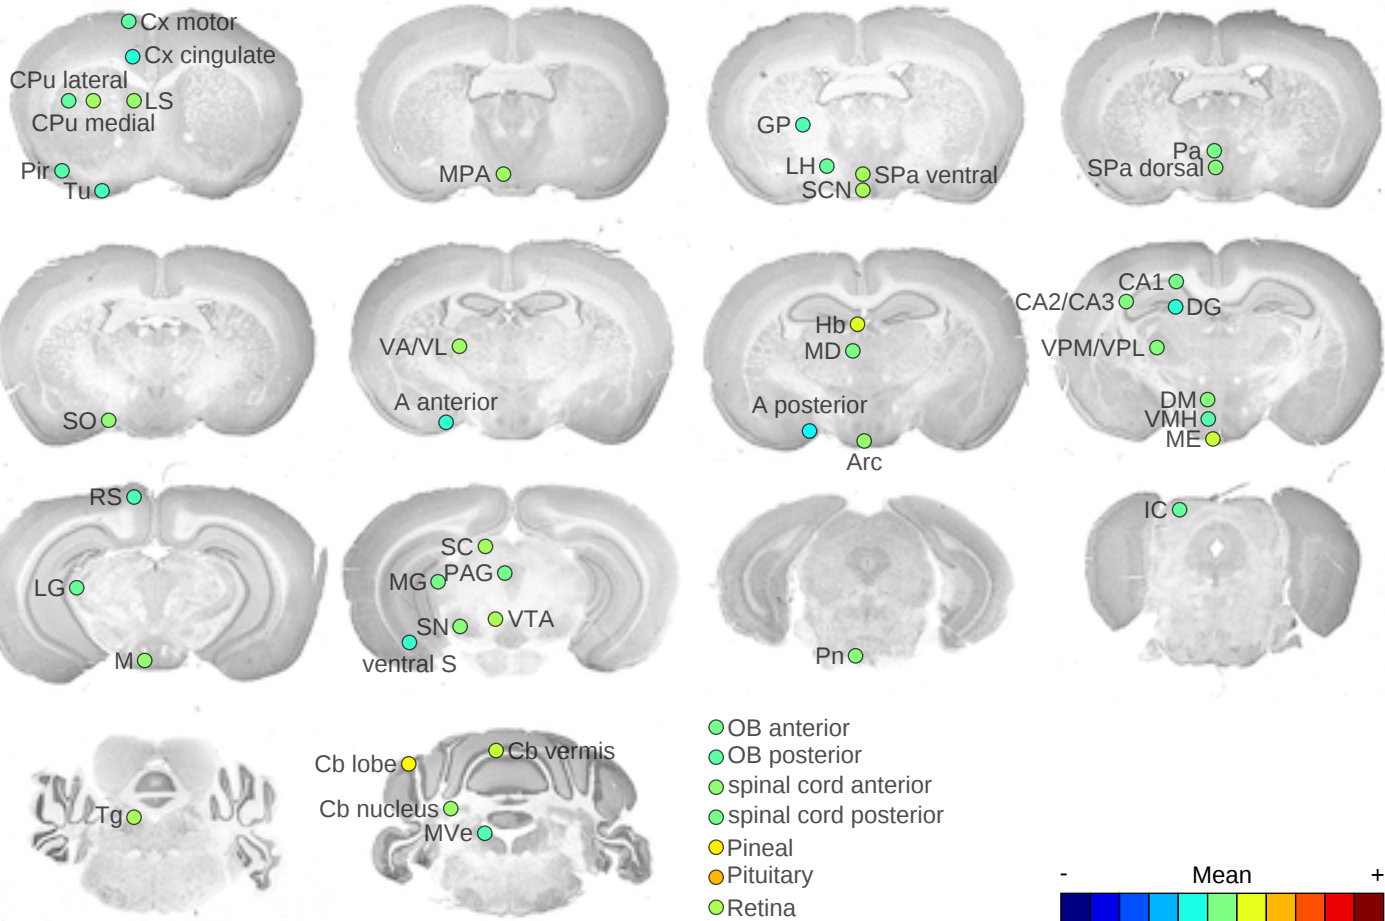 Cx motor
Cx cingulate
CPu lateral
LS
CPu medial
Pir
Tu
MPA
GP
LH
SPa ventral
SCN
Pa
SPa dorsal
SO
VA/VL
A anterior
Hb
MD
A posterior
Arc
CA1
CA2/CA3
DG
VPM/VPL
DM
VMH
ME
RS
LG
M
SC
PAG
MG
SN
VTA
ventral S
Pn
IC
Tg
Cb lobe
Cb vermis
Cb nucleus
MVe
OB anterior
OB posterior
spinal cord anterior
spinal cord posterior
Pineal
Pituitary
Retina
- Mean +